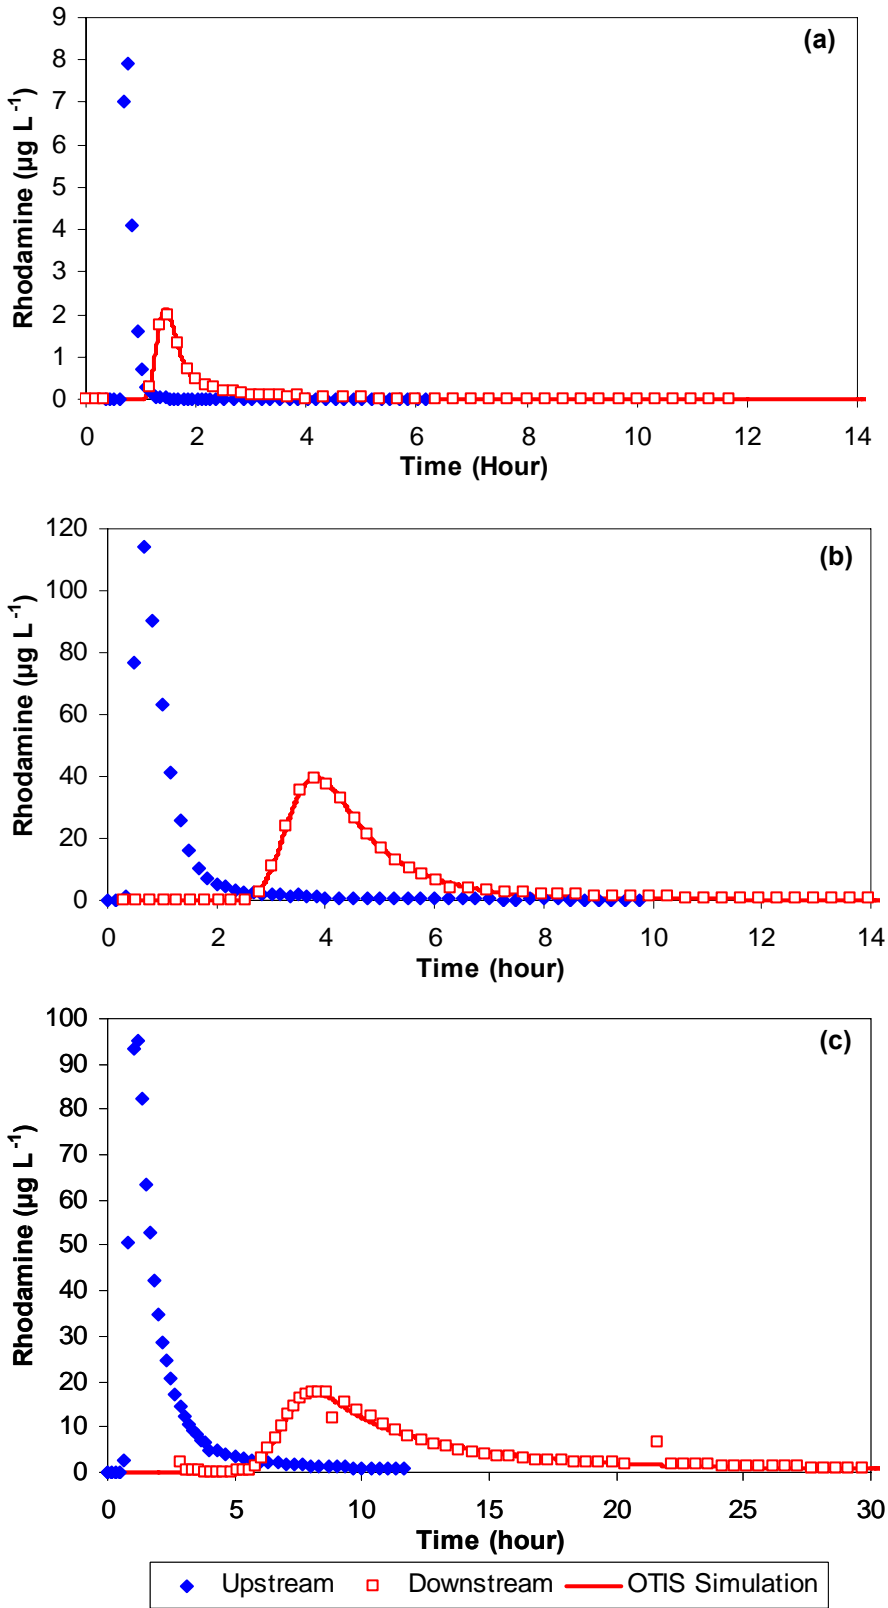 (a)
Rhodamine (µg L⁻¹)
9
8
7
6
5
4
3
2
1
0
0 2 4 6 8 10 12 14
Time (Hour)
(b)
Rhodamine (µg L⁻¹)
120
100
80
60
40
20
0
0 2 4 6 8 10 12 14
Time (hour)
(c)
Rhodamine (µg L⁻¹)
100
90
80
70
60
50
40
30
20
10
0
0 5 10 15 20 25 30
Time (hour)
Upstream Downstream OTIS Simulation